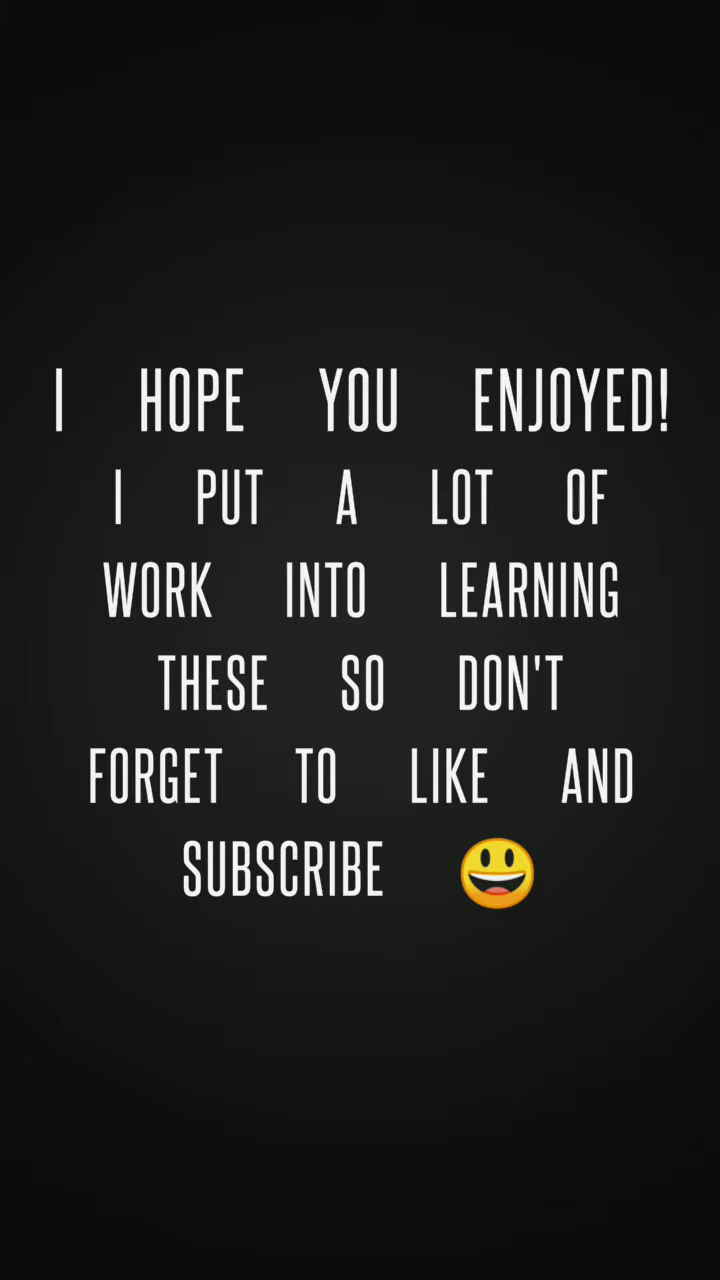 I HOPE YOU ENJOYED!
I PUT A LOT OF
WORK INTO LEARNING
THESE SO DON'T
FORGET TO LIKE AND
SUBSCRIBE 😃